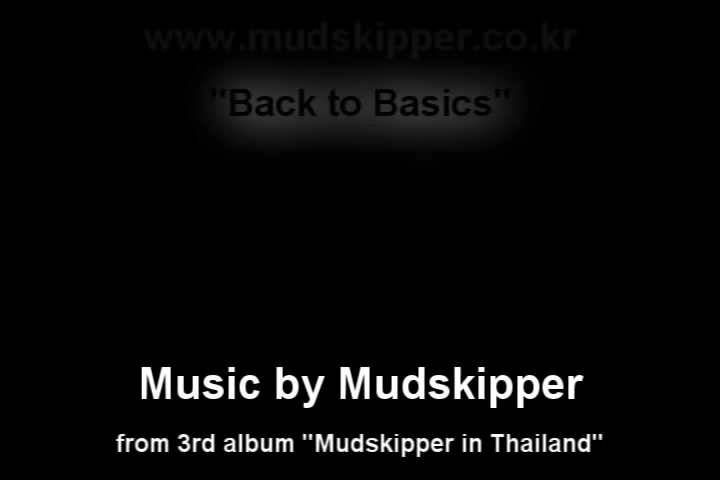 www.mudskipper.co.kr
"Back to Basics"
Music by Mudskipper
from 3rd album "Mudskipper in Thailand"